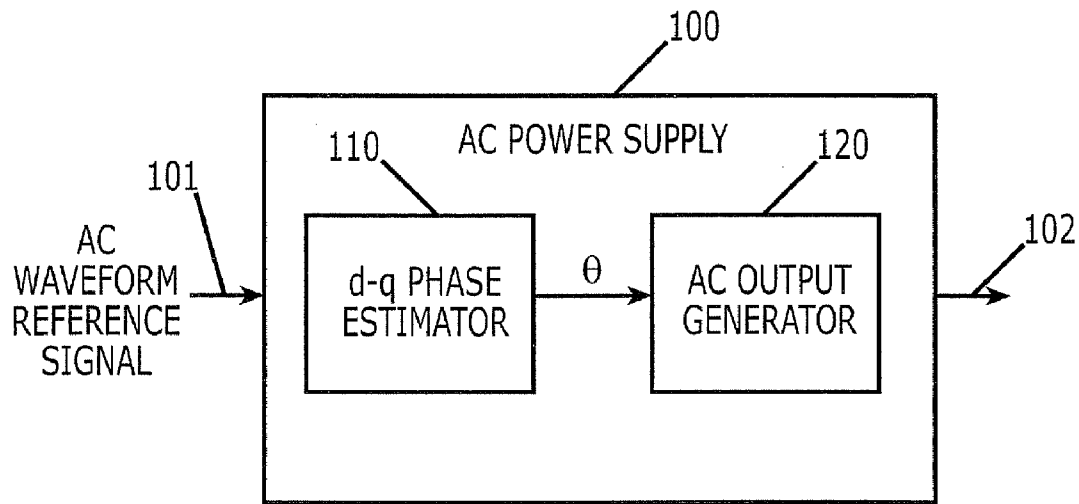 100
AC POWER SUPPLY
110
120
101
102
AC
WAVEFORM
REFERENCE
SIGNAL
d-q PHASE
ESTIMATOR
θ
AC OUTPUT
GENERATOR